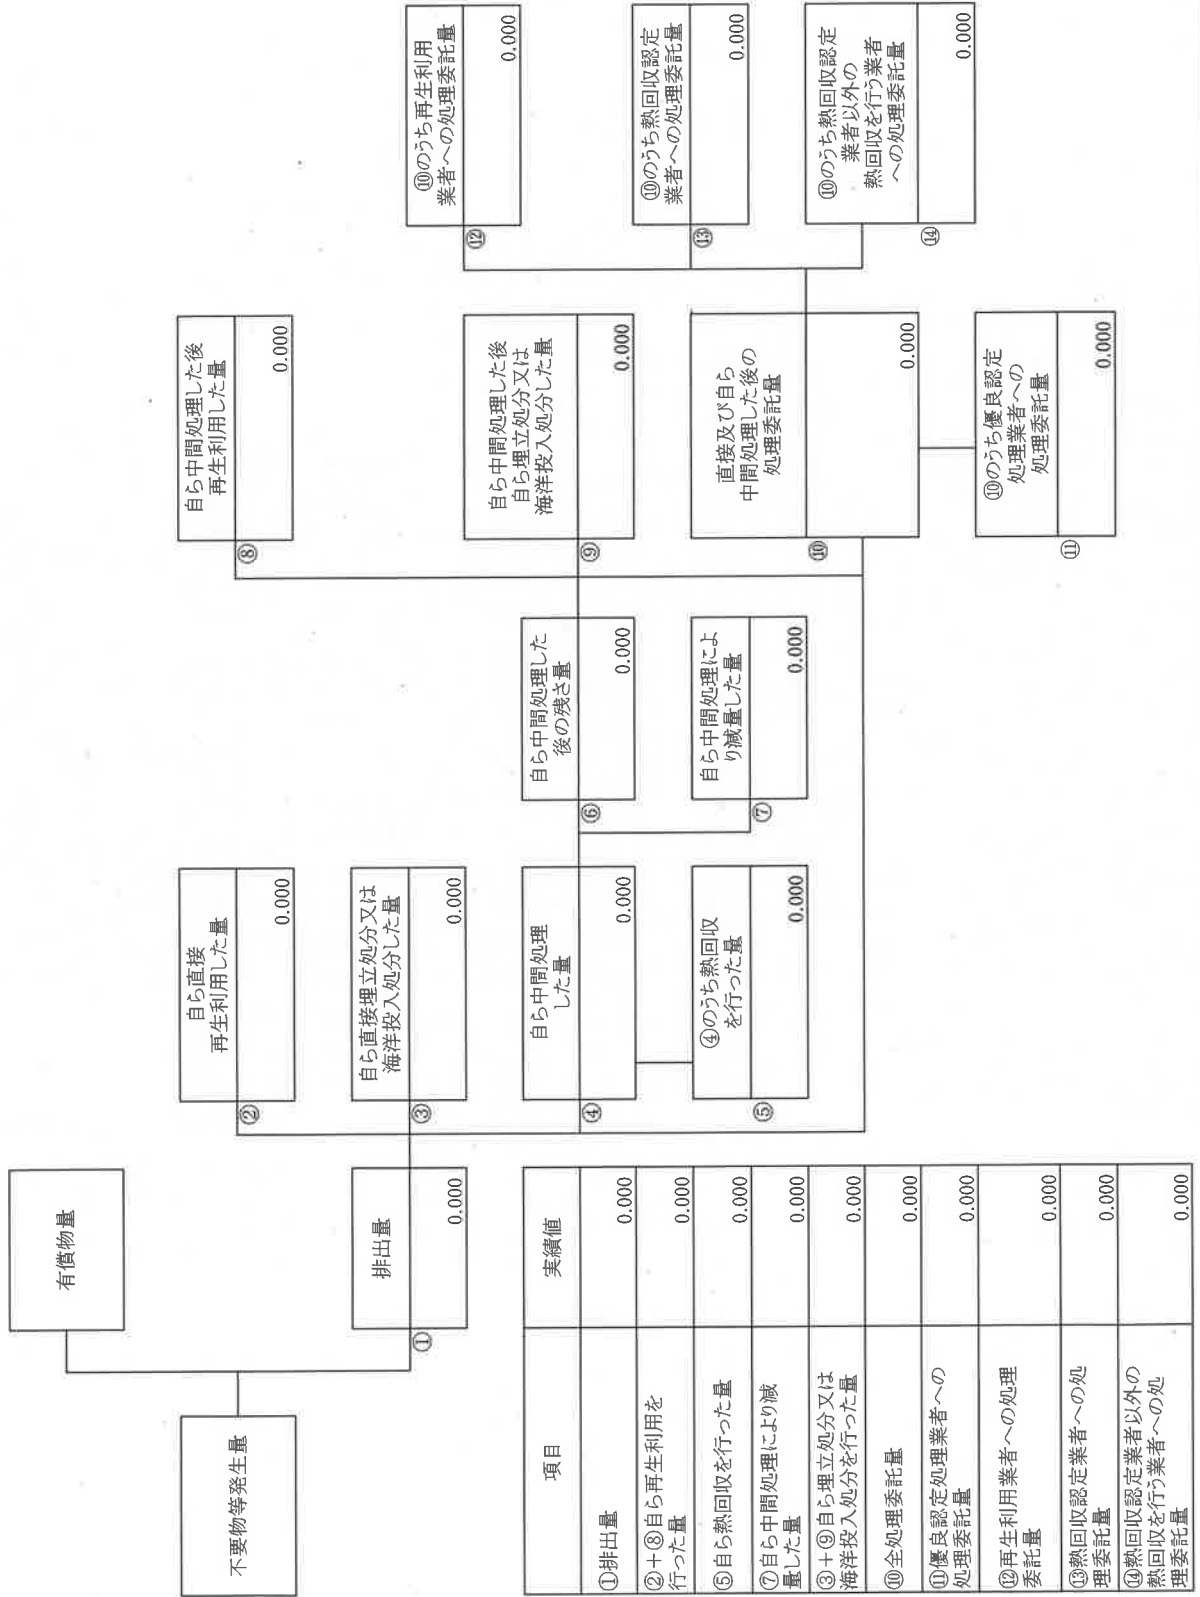 不要物等発生量
有償物量
排出量
①
0.000
自ら直接
再生利用した量
②
0.000
自ら直接埋立処分又は
海洋投入処分した量
③
0.000
自ら中間処理
した量
④
0.000
④のうち熱回収
を行った量
⑤
0.000
自ら中間処理した
後の残さ量
⑥
0.000
自ら中間処理によ
り減量した量
⑦
0.000
自ら中間処理した後
再生利用した量
⑧
0.000
自ら中間処理した後
自ら埋立処分又は
海洋投入処分した量
⑨
0.000
直接及び自ら
中間処理した後の
処理委託量
⑩
0.000
⑩のうち優良認定
処理業者への
処理委託量
⑪
0.000
⑩のうち再生利用
業者への処理委託量
⑫
0.000
⑩のうち熱回収認定
業者への処理委託量
⑬
0.000
⑩のうち熱回収認定
業者以外の
熱回収を行う業者
への処理委託量
⑭
0.000
項目 実績値
①排出量 0.000
②+⑧自ら再生利用を
行った量 0.000
⑤自ら熱回収を行った量 0.000
⑦自ら中間処理により減
量した量 0.000
③+⑨自ら埋立処分又は
海洋投入処分を行った量 0.000
⑩全処理委託量 0.000
⑪優良認定処理業者への
処理委託量 0.000
⑫再生利用業者への処理
委託量 0.000
⑬熱回収認定業者への処
理委託量 0.000
⑭熱回収認定業者以外の
熱回収を行う業者への処
理委託量 0.000